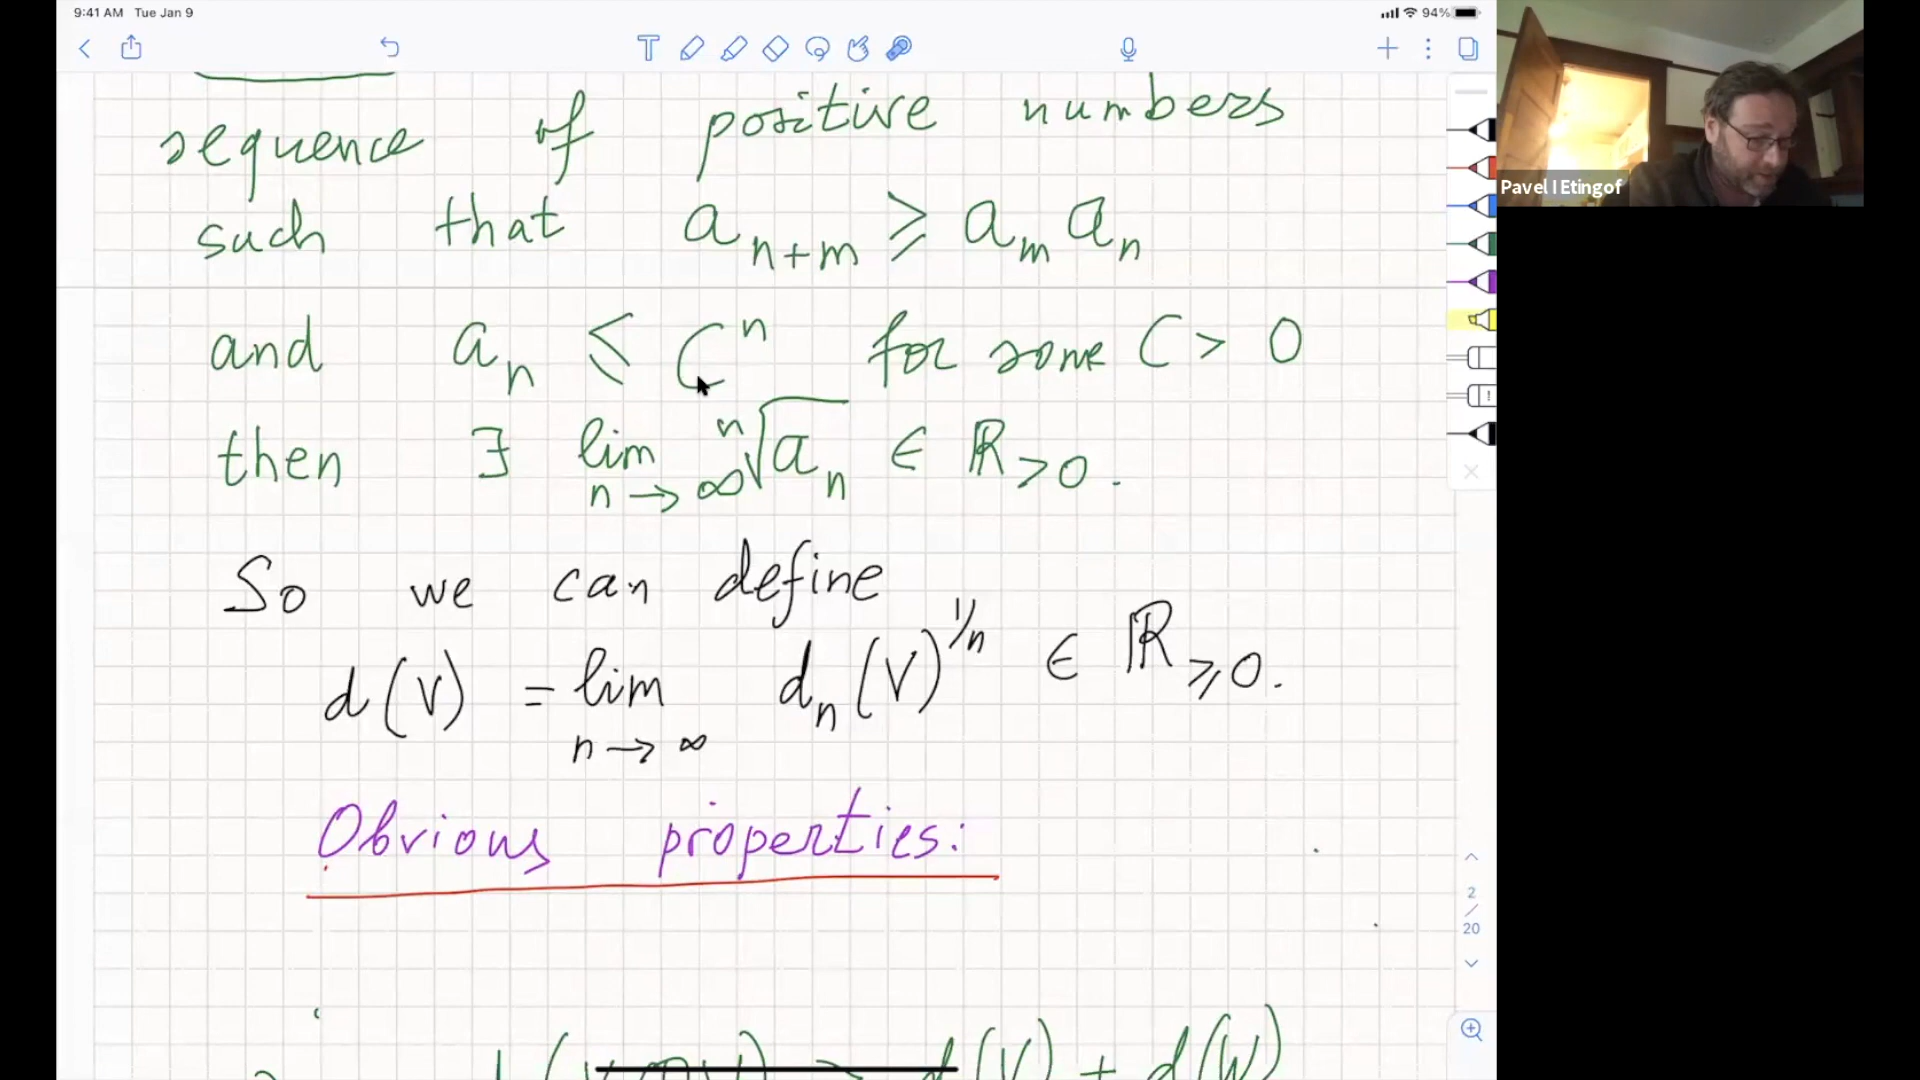 9:41 AM Tue Jan 9
94%
sequence of positive numbers
such that a_{n+m} ⩾ a_m a_n
and a_n ⩽ C^n for some C > 0
then ∃ lim_{n→∞} ⁿ√a_n ∈ ℝ_{>0}.
So we can define
d(V) = lim_{n→∞} d_n(V)^{1/n} ∈ ℝ_{⩾0}.
Obvious properties:
d(V) + d(W)
Pavel I Etingof
2
/
20